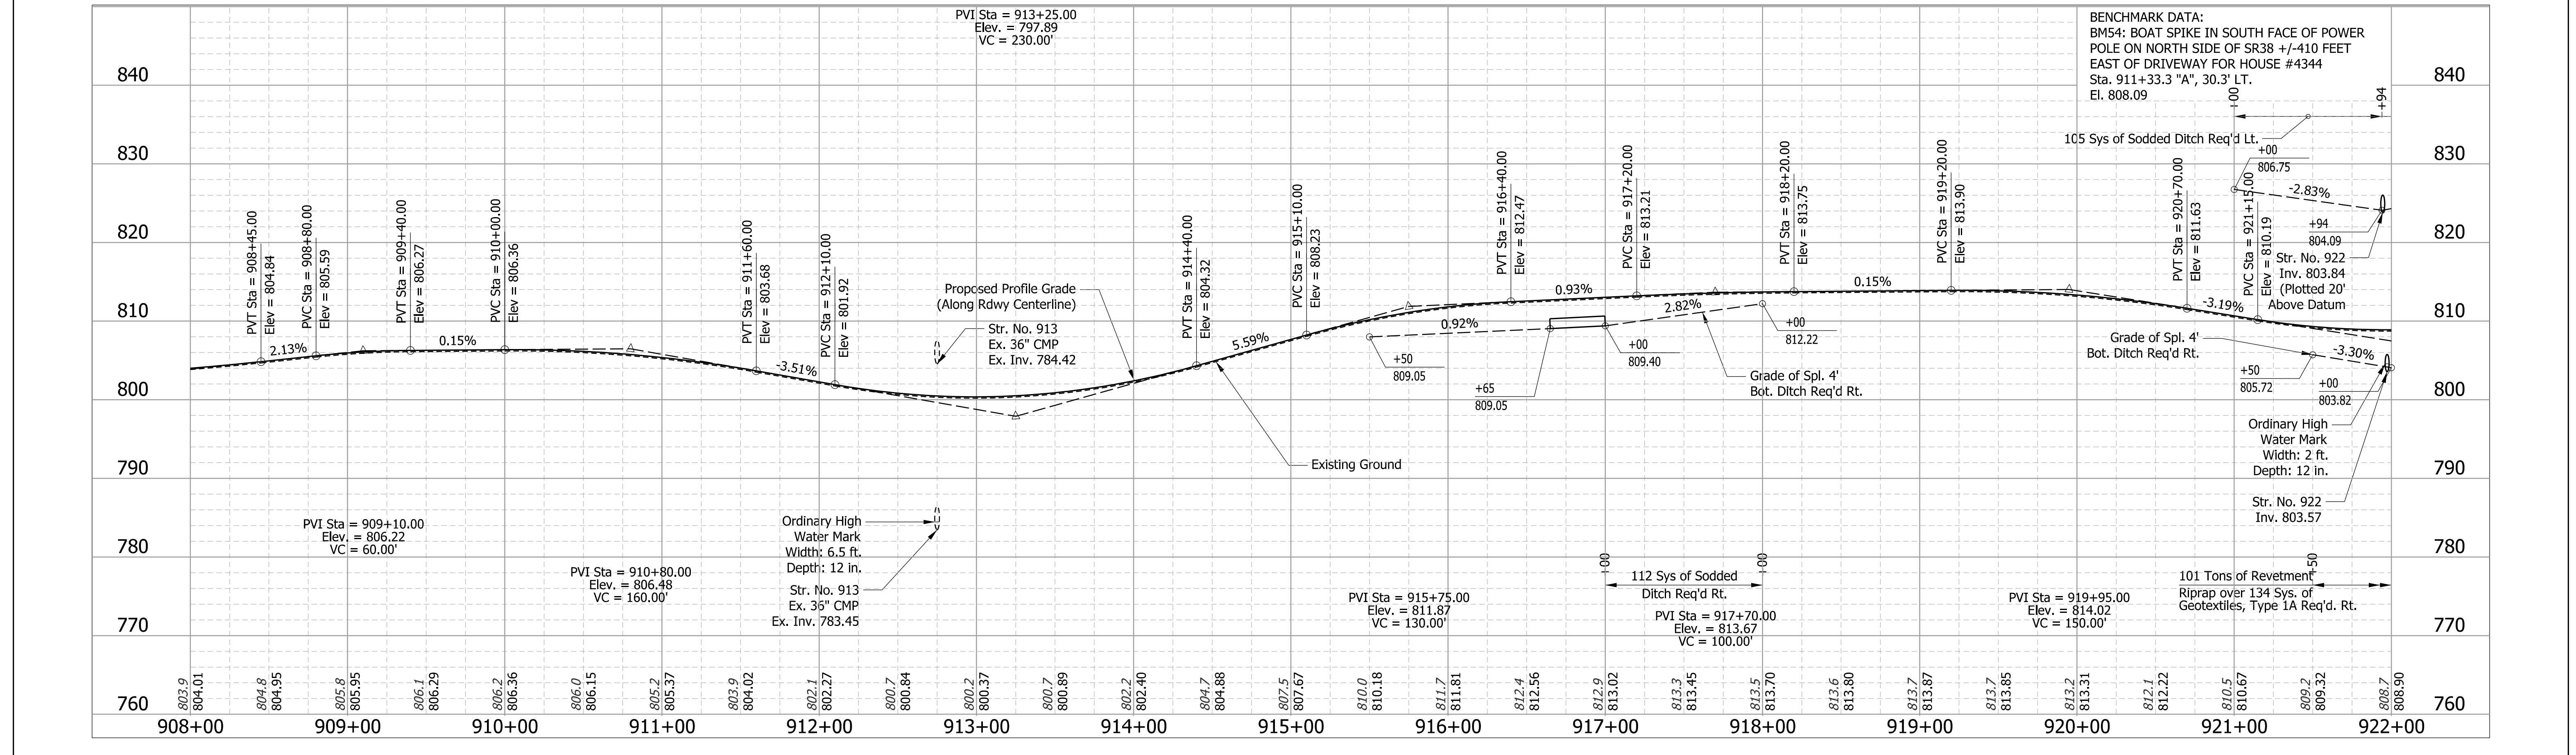 PVI Sta = 913+25.00
Elev. = 797.89
VC = 230.00'
BENCHMARK DATA:
BM54: BOAT SPIKE IN SOUTH FACE OF POWER
POLE ON NORTH SIDE OF SR38 +/-410 FEET
EAST OF DRIVEWAY FOR HOUSE #4344
Sta. 911+33.3 "A", 30.3' LT.
El. 808.09
840
830
820
810
800
790
780
770
760
840
830
820
810
800
790
780
770
760
PVT Sta = 908+45.00
Elev = 804.84
2.13%
PVC Sta = 908+80.00
Elev = 805.59
PVT Sta = 909+40.00
Elev = 806.27
0.15%
PVC Sta = 910+00.00
Elev = 806.36
PVT Sta = 911+60.00
Elev = 803.68
-3.51%
PVC Sta = 912+10.00
Elev = 801.92
Proposed Profile Grade
(Along Rdwy Centerline)
Str. No. 913
Ex. 36" CMP
Ex. Inv. 784.42
PVT Sta = 914+40.00
Elev = 804.32
5.59%
PVC Sta = 915+10.00
Elev = 808.23
Existing Ground
PVT Sta = 916+40.00
Elev = 812.47
0.92%
+50
809.05
+65
809.05
0.93%
PVC Sta = 917+20.00
Elev = 813.21
+00
809.40
2.82%
Grade of Spl. 4'
Bot. Ditch Req'd Rt.
PVT Sta = 918+20.00
Elev = 813.75
+00
812.22
0.15%
PVC Sta = 919+20.00
Elev = 813.90
PVT Sta = 920+70.00
Elev = 811.63
-3.19%
PVC Sta = 921+15.00
Elev = 810.19
+00
+94
105 Sys of Sodded Ditch Req'd Lt.
+00
806.75
-2.83%
+94
804.09
Str. No. 922
Inv. 803.84
(Plotted 20'
Above Datum
Grade of Spl. 4'
Bot. Ditch Req'd Rt.
-3.30%
+50
805.72
+00
803.82
Ordinary High
Water Mark
Width: 2 ft.
Depth: 12 in.
Str. No. 922
Inv. 803.57
PVI Sta = 909+10.00
Elev. = 806.22
VC = 60.00'
PVI Sta = 910+80.00
Elev. = 806.48
VC = 160.00'
Ordinary High
Water Mark
Width: 6.5 ft.
Depth: 12 in.
Str. No. 913
Ex. 36" CMP
Ex. Inv. 783.45
PVI Sta = 915+75.00
Elev. = 811.87
VC = 130.00'
+00
+00
112 Sys of Sodded
Ditch Req'd Rt.
PVI Sta = 917+70.00
Elev. = 813.67
VC = 100.00'
PVI Sta = 919+95.00
Elev. = 814.02
VC = 150.00'
+50
101 Tons of Revetment
Riprap over 134 Sys. of
Geotextiles, Type 1A Req'd. Rt.
803.9 804.01
804.8 804.95
805.8 805.95
806.1 806.29
806.2 806.36
806.0 806.15
805.2 805.37
803.9 804.02
802.1 802.27
800.7 800.84
800.2 800.37
800.7 800.89
802.2 802.40
804.7 804.88
807.5 807.67
810.0 810.18
811.7 811.81
812.4 812.56
812.9 813.02
813.3 813.45
813.5 813.70
813.6 813.80
813.7 813.87
813.7 813.85
813.2 813.31
812.1 812.22
810.5 810.67
809.2 809.32
808.7 808.90
908+00 909+00 910+00 911+00 912+00 913+00 914+00 915+00 916+00 917+00 918+00 919+00 920+00 921+00 922+00